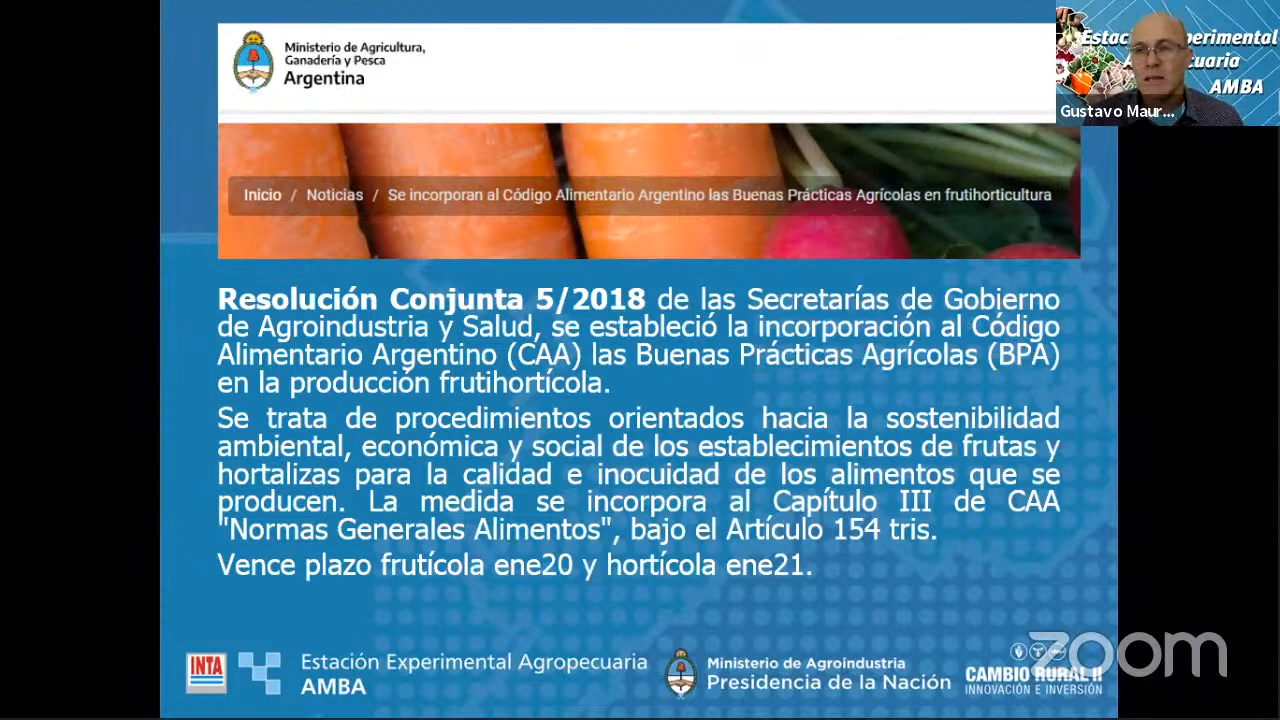 Ministerio de Agricultura,
Ganadería y Pesca
Argentina
Inicio / Noticias / Se incorporan al Código Alimentario Argentino las Buenas Prácticas Agrícolas en frutihorticultura
AMBA
Gustavo Maur...
Resolución Conjunta 5/2018 de las Secretarías de Gobierno
de Agroindustria y Salud, se estableció la incorporación al Código
Alimentario Argentino (CAA) las Buenas Prácticas Agrícolas (BPA)
en la producción frutihortícola.
Se trata de procedimientos orientados hacia la sostenibilidad
ambiental, económica y social de los establecimientos de frutas y
hortalizas para la calidad e inocuidad de los alimentos que se
producen. La medida se incorpora al Capítulo III de CAA
"Normas Generales Alimentos", bajo el Artículo 154 tris.
Vence plazo frutícola ene20 y hortícola ene21.
INTA
Estación Experimental Agropecuaria
AMBA
Ministerio de Agroindustria
Presidencia de la Nación
CAMBIO RURAL II
INNOVACIÓN E INVERSIÓN
zoom